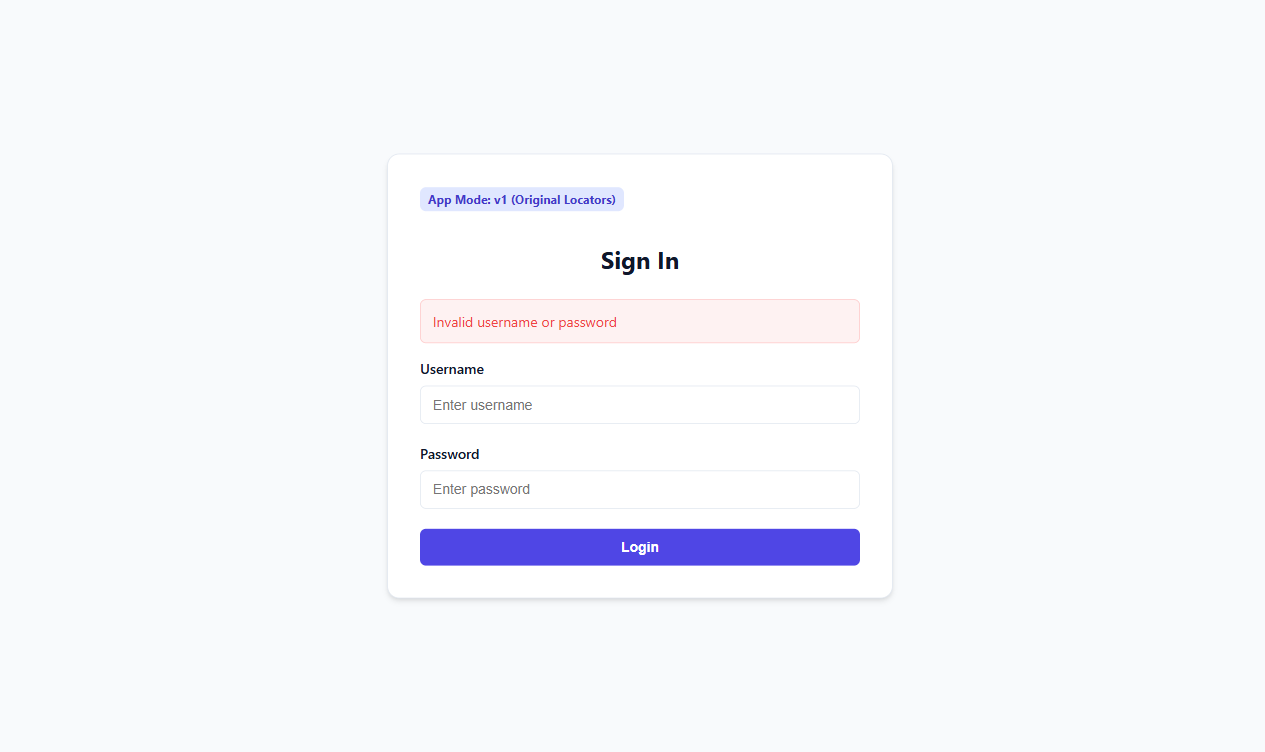 App Mode: v1 (Original Locators)
Sign In
Invalid username or password
Username
Enter username
Password
Enter password
Login